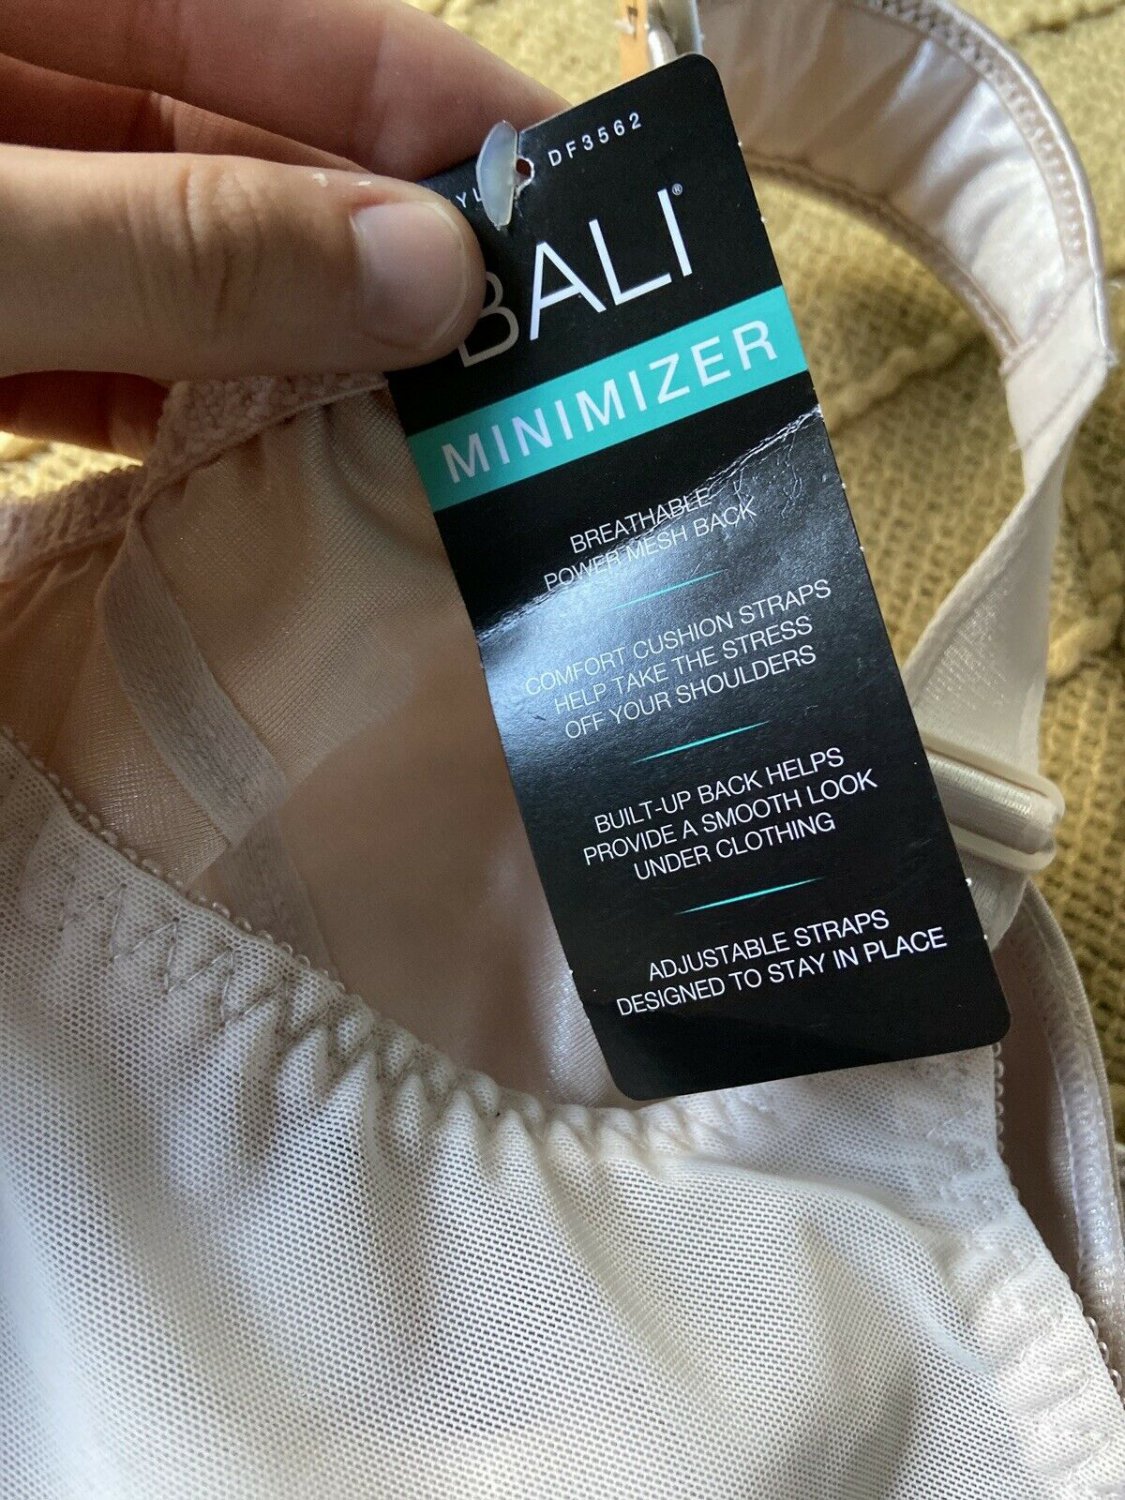 DF3562
BALI®
MINIMIZER
BREATHABLE
POWER MESH BACK
COMFORT CUSHION STRAPS
HELP TAKE THE STRESS
OFF YOUR SHOULDERS
BUILT-UP BACK HELPS
PROVIDE A SMOOTH LOOK
UNDER CLOTHING
ADJUSTABLE STRAPS
DESIGNED TO STAY IN PLACE